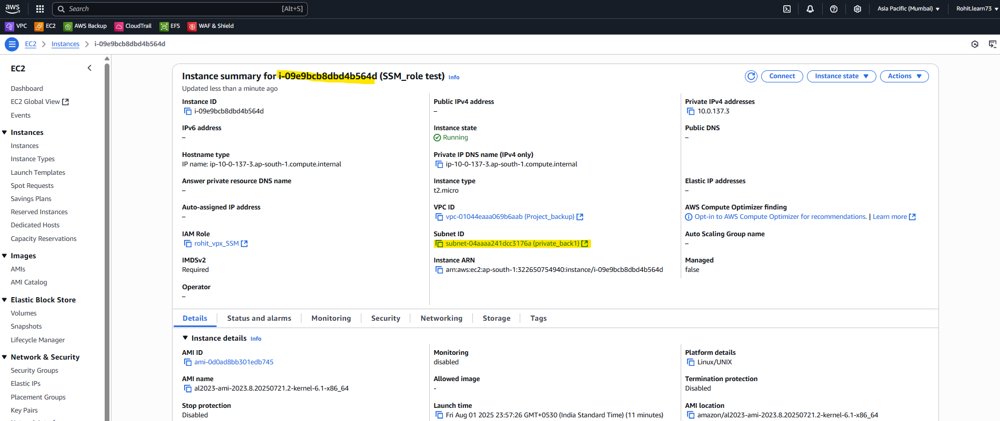 aws
Search [Alt+S]
Asia Pacific (Mumbai) ▼ Rohit.learn73 ▼
VPC EC2 AWS Backup CloudTrail EFS WAF & Shield
EC2 > Instances > i-09e9bcb8dbd4b564d
EC2
Dashboard
EC2 Global View
Events
Instances
Instances
Instance Types
Launch Templates
Spot Requests
Savings Plans
Reserved Instances
Dedicated Hosts
Capacity Reservations
Images
AMIs
AMI Catalog
Elastic Block Store
Volumes
Snapshots
Lifecycle Manager
Network & Security
Security Groups
Elastic IPs
Placement Groups
Key Pairs
Instance summary for i-09e9bcb8dbd4b564d (SSM_role test) Info
Connect Instance state ▼ Actions ▼
Updated less than a minute ago
Instance ID
i-09e9bcb8dbd4b564d
Public IPv4 address
–
Private IPv4 addresses
10.0.137.3
IPv6 address
–
Instance state
Running
Public DNS
–
Hostname type
IP name: ip-10-0-137-3.ap-south-1.compute.internal
Private IP DNS name (IPv4 only)
ip-10-0-137-3.ap-south-1.compute.internal
Answer private resource DNS name
–
Instance type
t2.micro
Elastic IP addresses
–
Auto-assigned IP address
–
VPC ID
vpc-01044eaaa069b6aab (Project_backup)
AWS Compute Optimizer finding
Opt-in to AWS Compute Optimizer for recommendations. | Learn more
IAM Role
rohit_vpx_SSM
Subnet ID
subnet-04aaaa241dcc3176a (private_back1)
Auto Scaling Group name
–
IMDSv2
Required
Instance ARN
arn:aws:ec2:ap-south-1:322650754940:instance/i-09e9bcb8dbd4b564d
Managed
false
Operator
–
Details Status and alarms Monitoring Security Networking Storage Tags
Instance details Info
AMI ID
ami-0d0ad8bb301edb745
Monitoring
disabled
Platform details
Linux/UNIX
AMI name
al2023-ami-2023.8.20250721.2-kernel-6.1-x86_64
Allowed image
-
Termination protection
Disabled
Stop protection
Disabled
Launch time
Fri Aug 01 2025 23:57:26 GMT+0530 (India Standard Time) (11 minutes)
AMI location
amazon/al2023-ami-2023.8.20250721.2-kernel-6.1-x86_64